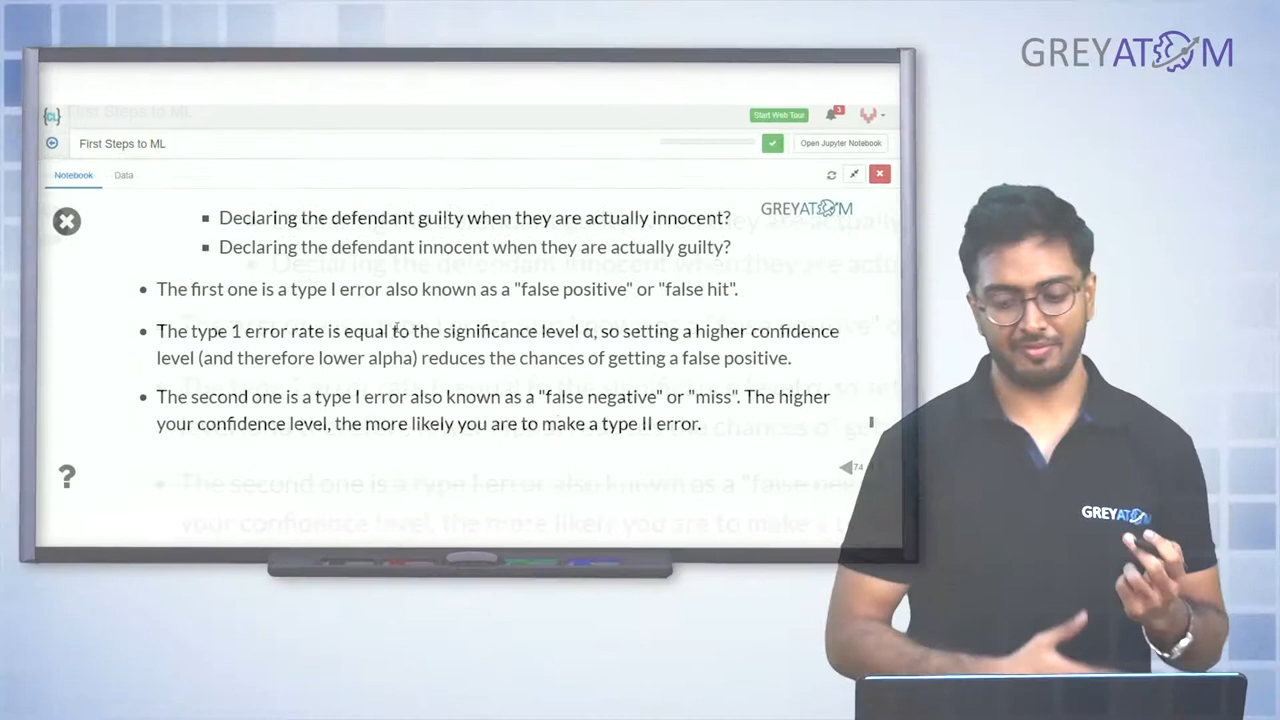 GREYATOM
First Steps to ML
{CL}
Start Web Tour
3
First Steps to ML
Open Jupyter Notebook
Notebook
Data
GREYATOM
Declaring the defendant guilty when they are actually innocent?
Declaring the defendant innocent when they are actually guilty?
The first one is a type I error also known as a "false positive" or "false hit".
The type 1 error rate is equal to the significance level α, so setting a higher confidence
level (and therefore lower alpha) reduces the chances of getting a false positive.
The second one is a type I error also known as a "false negative" or "miss". The higher
your confidence level, the more likely you are to make a type II error.
?
74
GREYATOM